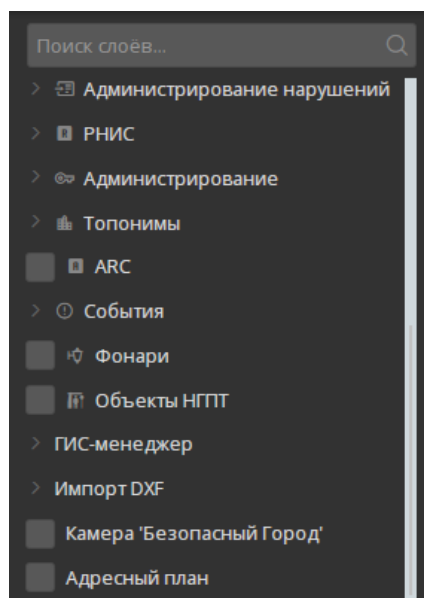 Поиск слоёв...
Администрирование нарушений
R РНИС
Администрирование
Топонимы
R ARC
События
Фонари
Объекты НГПТ
ГИС-менеджер
Импорт DXF
Камера 'Безопасный Город'
Адресный план